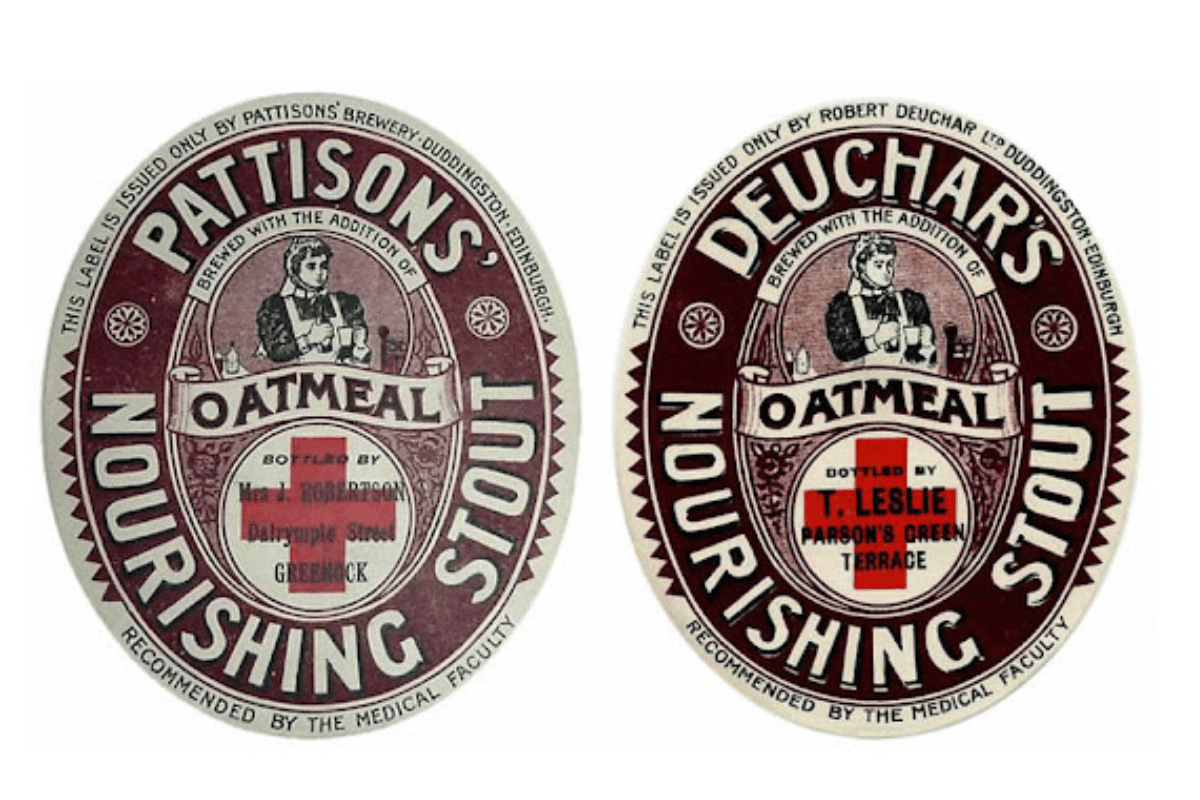 THIS LABEL IS ISSUED ONLY BY PATTISONS' BREWERY·DUDDINGSTON·EDINBURGH.
PATTISONS'
BREWED WITH THE ADDITION OF
OATMEAL
BOTTLED BY
Mrs J. ROBERTSON
Dalrymple Street
GREENOCK
NOURISHING STOUT
RECOMMENDED BY THE MEDICAL FACULTY
THIS LABEL IS ISSUED ONLY BY ROBERT DEUCHAR LTD DUDDINGSTON·EDINBURGH
DEUCHAR'S
BREWED WITH THE ADDITION OF
OATMEAL
BOTTLED BY
T. LESLIE
PARSON'S GREEN
TERRACE
NOURISHING STOUT
RECOMMENDED BY THE MEDICAL FACULTY